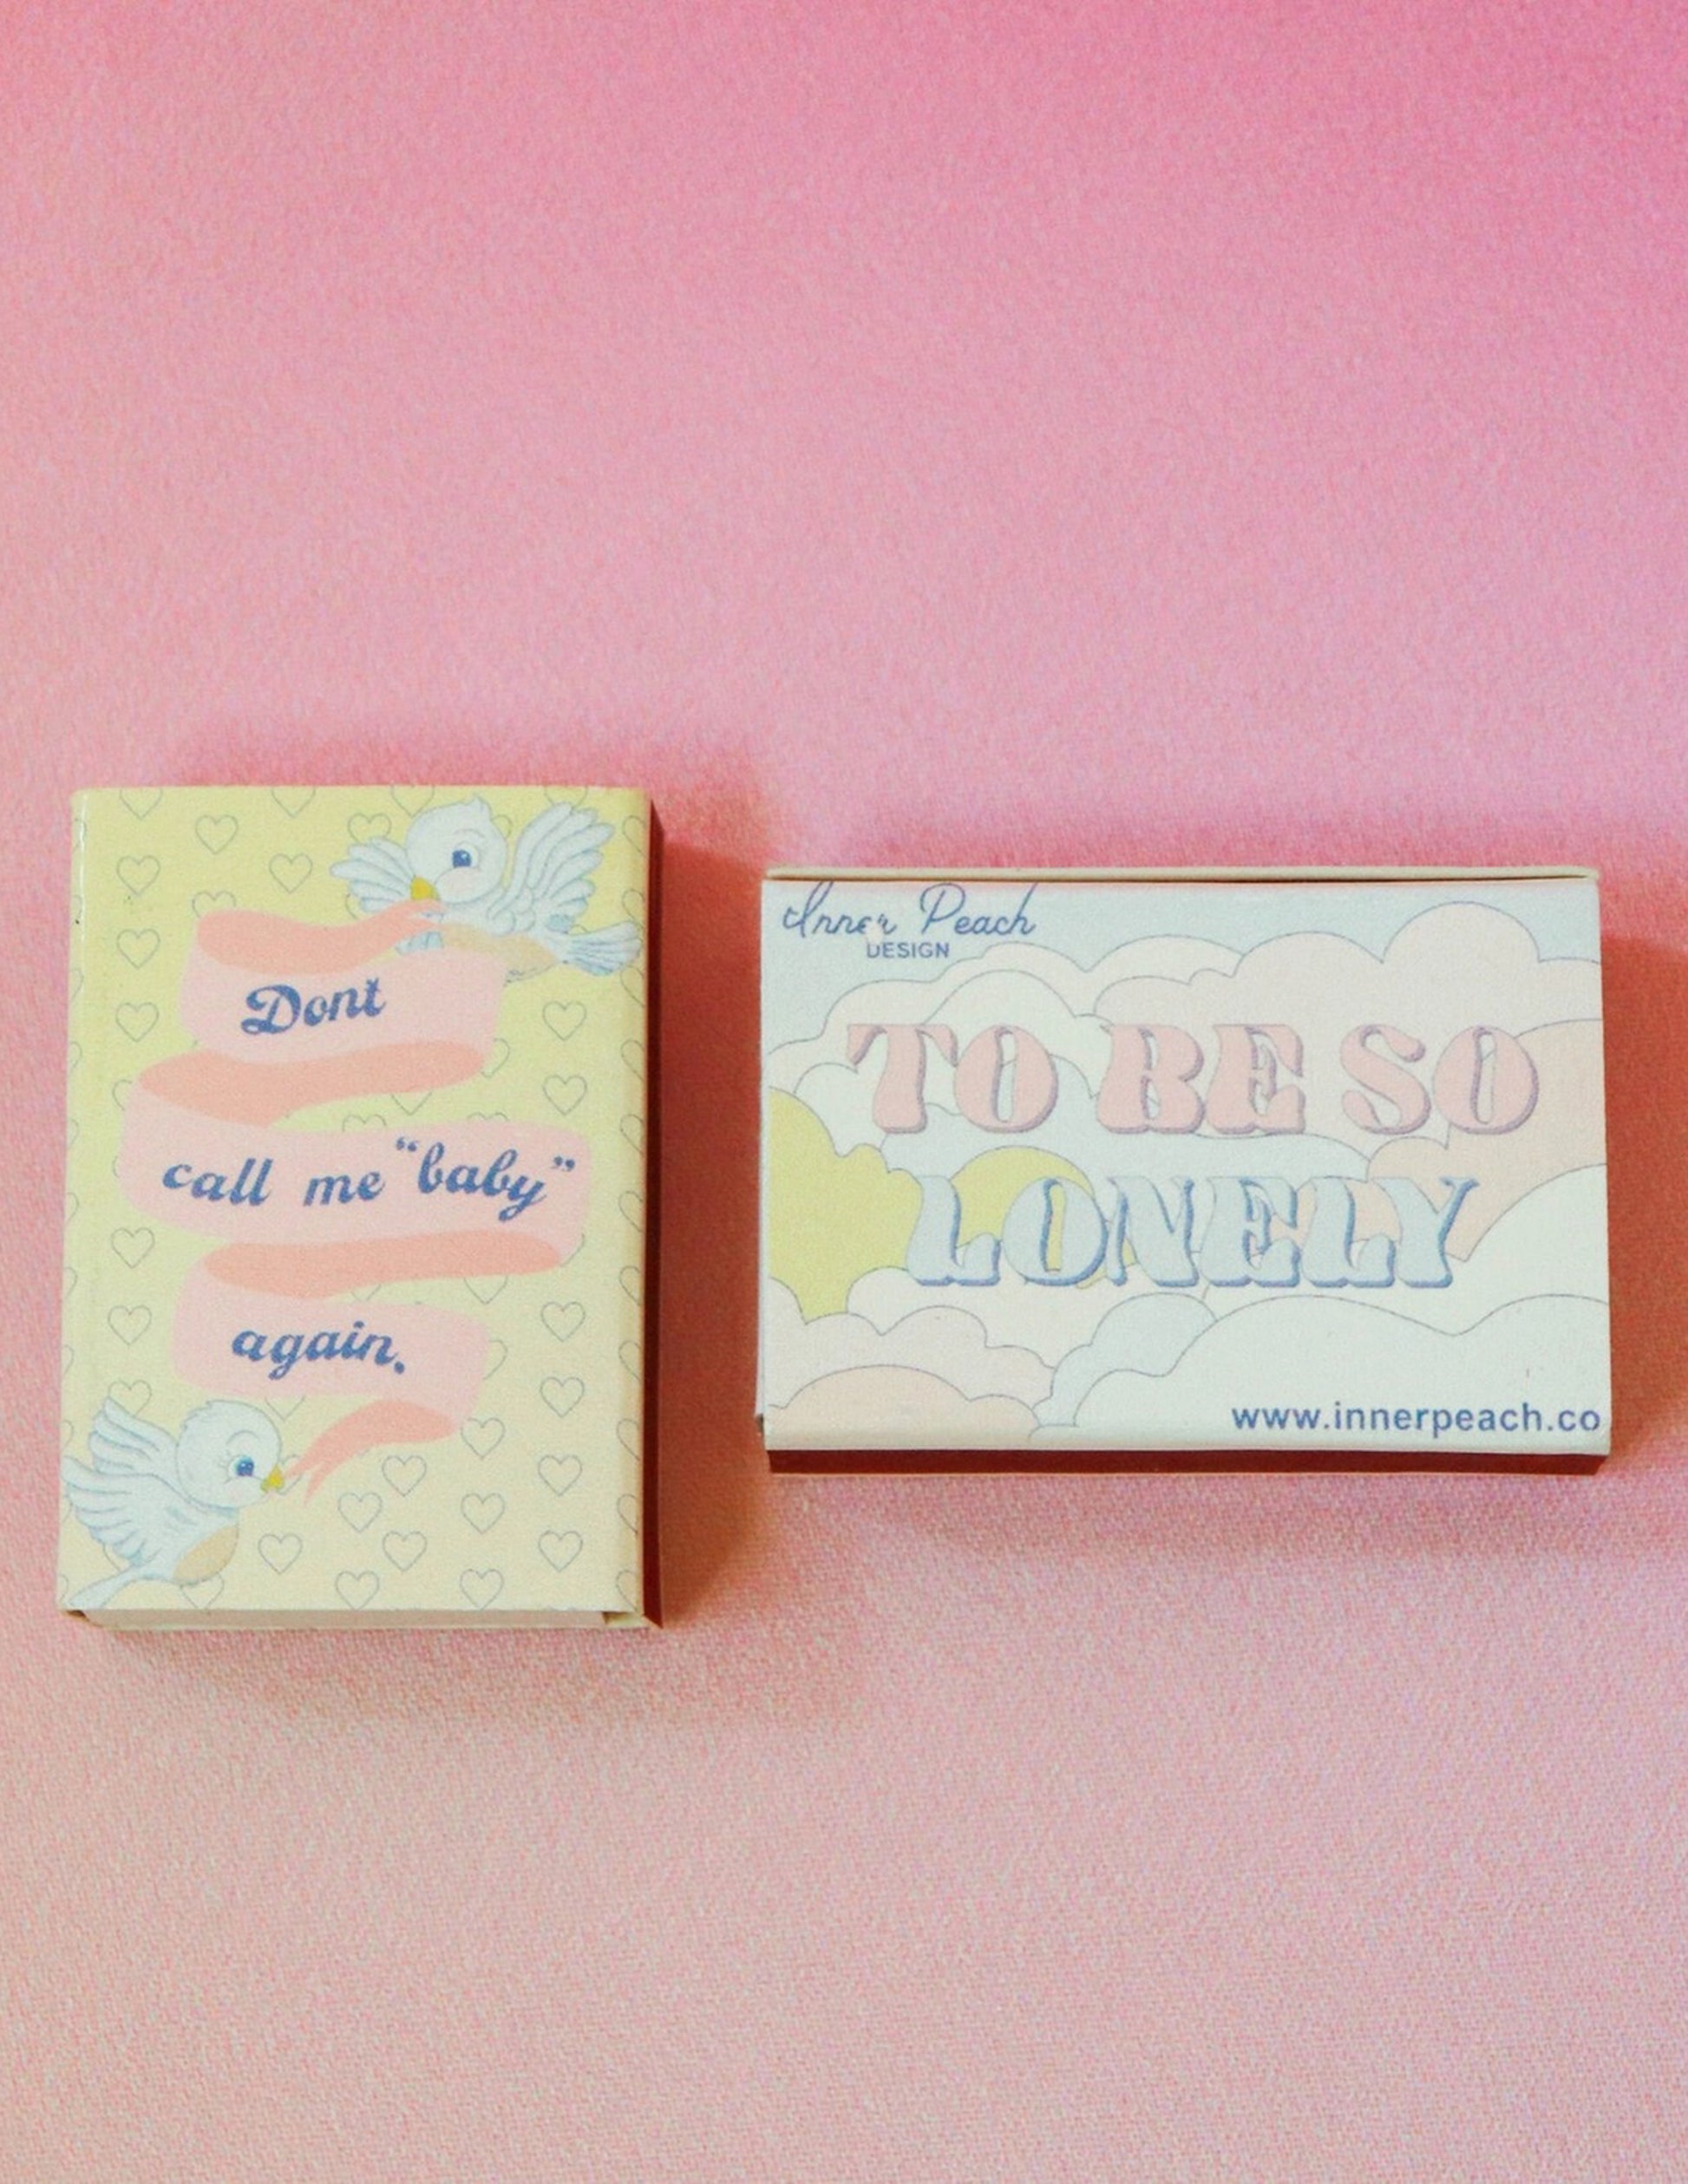 Dont
call me "baby"
again.
Inner Peach
DESIGN
TO BE SO
LONELY
www.innerpeach.co